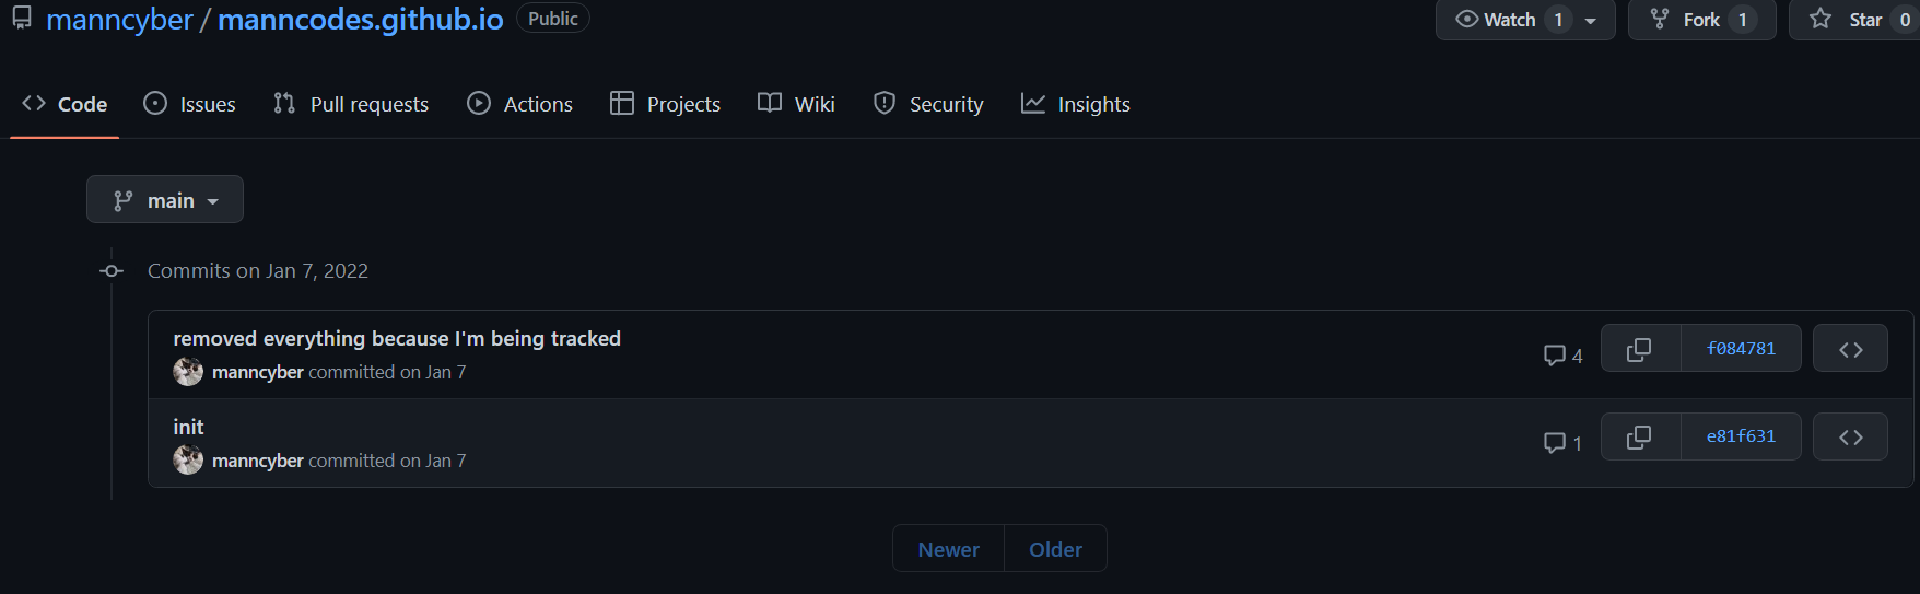 manncyber / manncodes.github.io Public Watch 1 Fork 1 Star 0
Code Issues Pull requests Actions Projects Wiki Security Insights
main
Commits on Jan 7, 2022
removed everything because I'm being tracked
manncyber committed on Jan 7
4 f084781
init
manncyber committed on Jan 7
1 e81f631
Newer Older